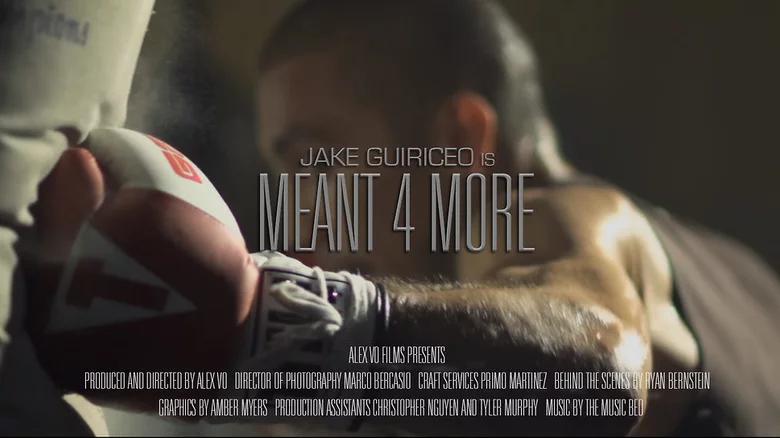 JAKE GUIRICEO IS
MEANT 4 MORE
ALEX VO FILMS PRESENTS
PRODUCED AND DIRECTED BY ALEX VO DIRECTOR OF PHOTOGRAPHY MARCO BERCASIO CRAFT SERVICES PRIMO MARTINEZ BEHIND THE SCENES BY RYAN BERNSTEIN
GRAPHICS BY AMBER MYERS PRODUCTION ASSISTANTS CHRISTOPHER NGUYEN AND TYLER MURPHY MUSIC BY THE MUSIC BED